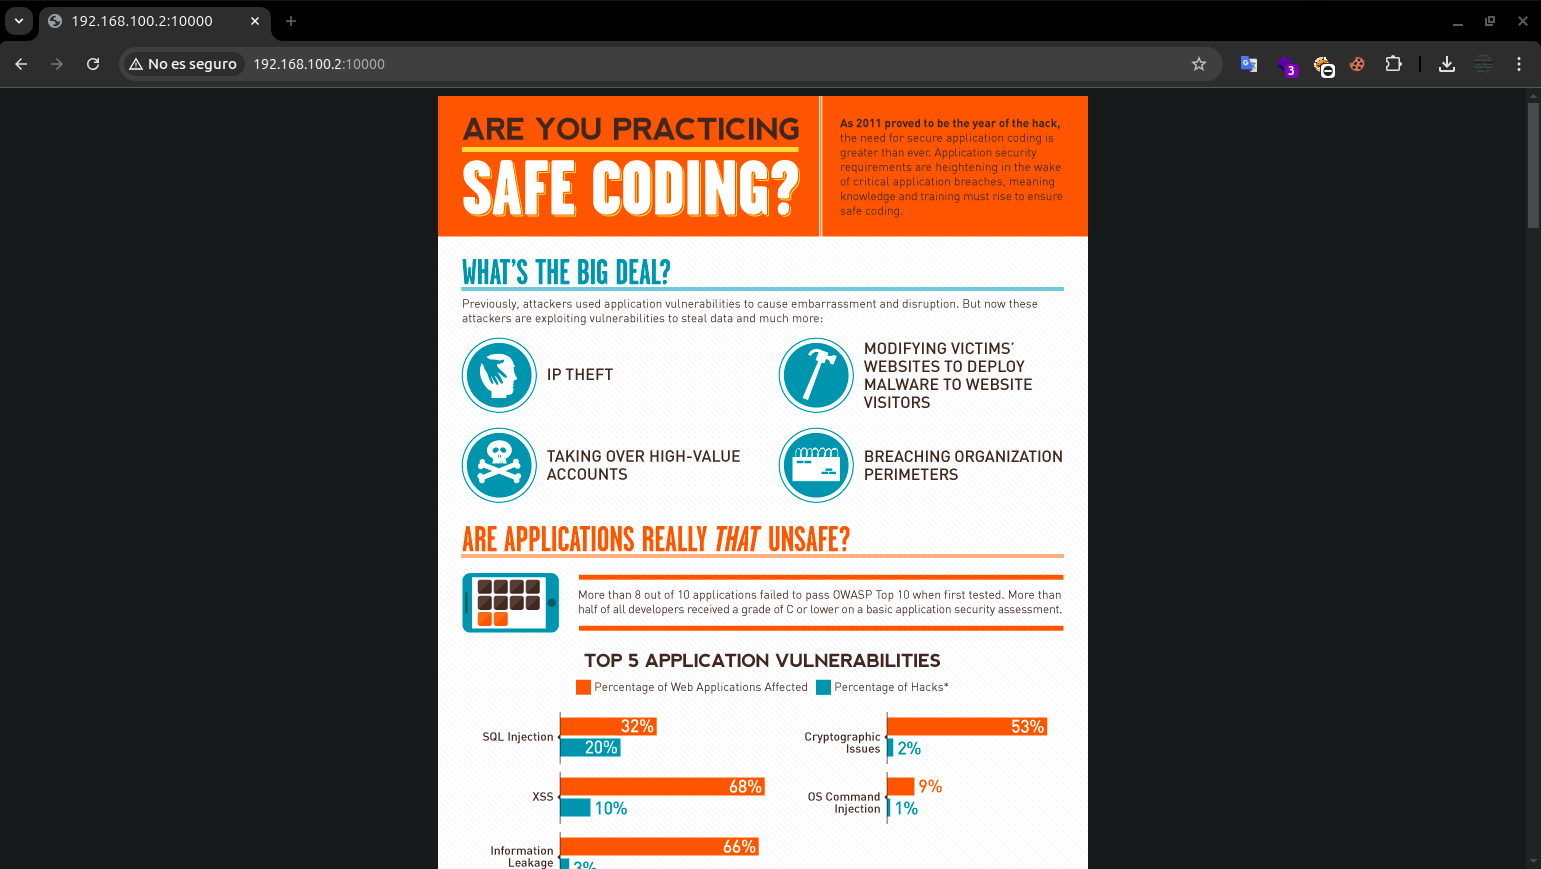 192.168.100.2:10000
No es seguro
192.168.100.2:10000
3
ARE YOU PRACTICING
SAFE CODING?
As 2011 proved to be the year of the hack,
the need for secure application coding is
greater than ever. Application security
requirements are heightening in the wake
of critical application breaches, meaning
knowledge and training must rise to ensure
safe coding.
WHAT'S THE BIG DEAL?
Previously, attackers used application vulnerabilities to cause embarrassment and disruption. But now these
attackers are exploiting vulnerabilities to steal data and much more:
IP THEFT
MODIFYING VICTIMS'
WEBSITES TO DEPLOY
MALWARE TO WEBSITE
VISITORS
TAKING OVER HIGH-VALUE
ACCOUNTS
BREACHING ORGANIZATION
PERIMETERS
ARE APPLICATIONS REALLY THAT UNSAFE?
More than 8 out of 10 applications failed to pass OWASP Top 10 when first tested. More than
half of all developers received a grade of C or lower on a basic application security assessment.
TOP 5 APPLICATION VULNERABILITIES
Percentage of Web Applications Affected
Percentage of Hacks*
SQL Injection
32%
20%
Cryptographic
Issues
53%
2%
XSS
68%
10%
OS Command
Injection
9%
1%
Information
Leakage
66%
3%